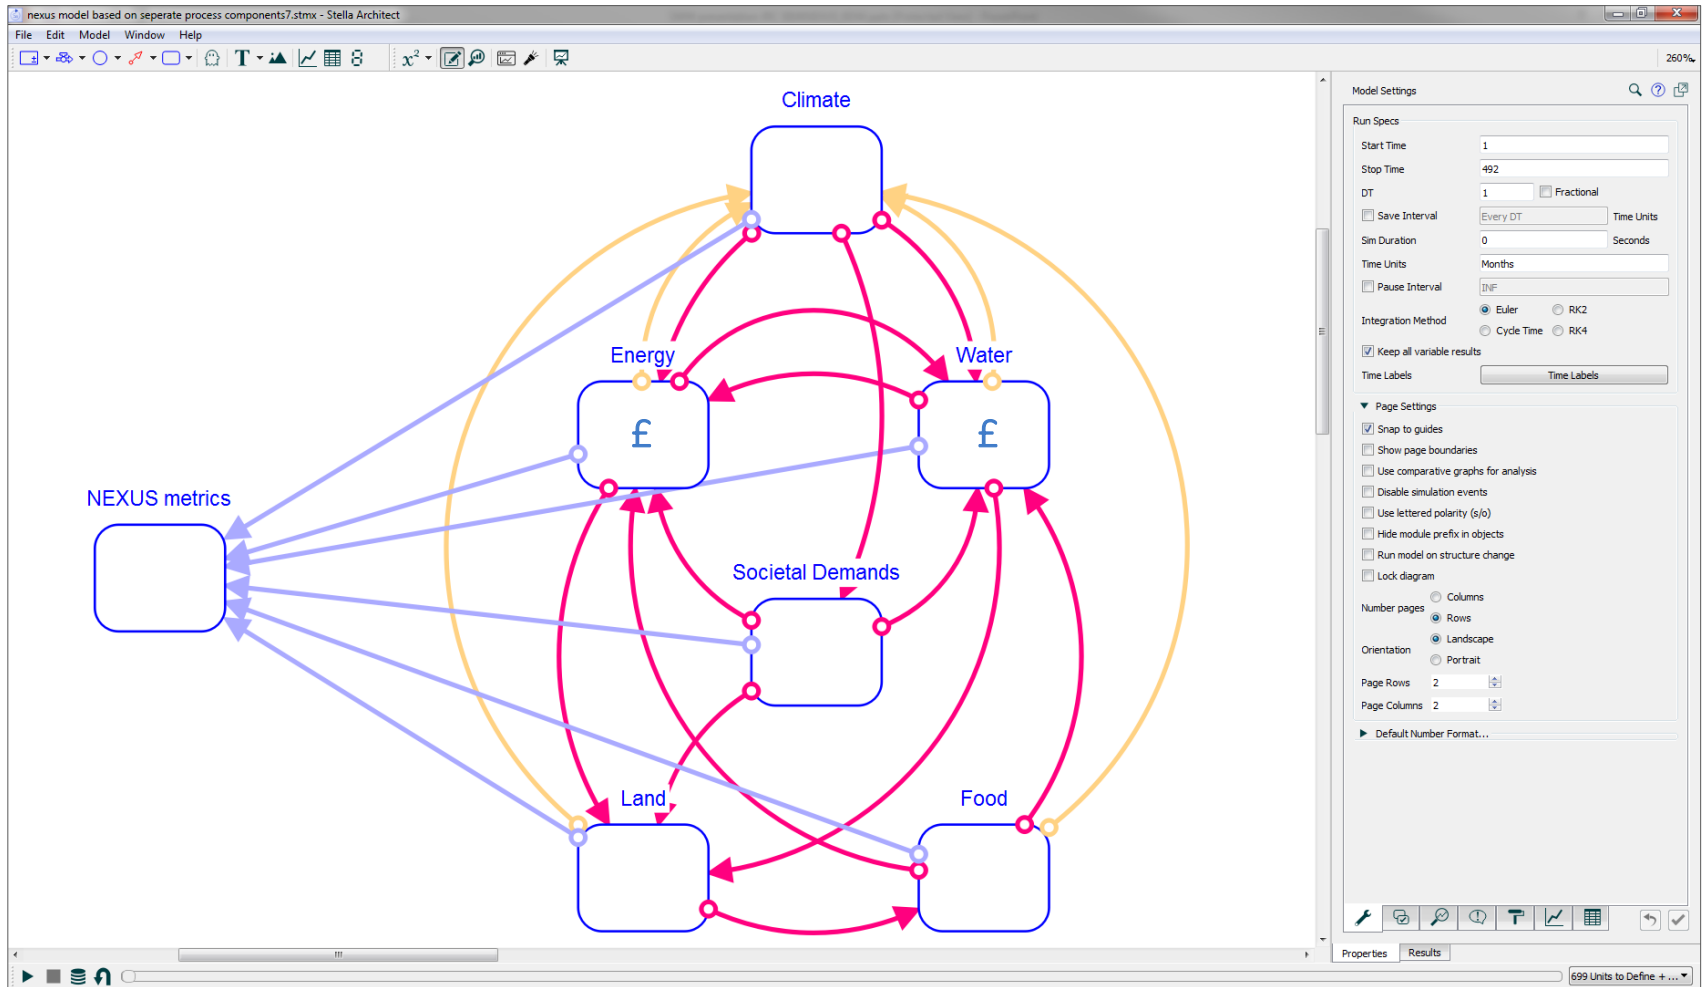 nexus model based on seperate process components7.stmx - Stella Architect
File Edit Model Window Help
T x² 260%
Climate
Energy
Water
£
£
NEXUS metrics
Societal Demands
Land
Food
Model Settings
Run Specs
Start Time 1
Stop Time 492
DT 1 Fractional
Save Interval Every DT Time Units
Sim Duration 0 Seconds
Time Units Months
Pause Interval INF
Integration Method
Euler RK2
Cycle Time RK4
Keep all variable results
Time Labels Time Labels
Page Settings
Snap to guides
Show page boundaries
Use comparative graphs for analysis
Disable simulation events
Use lettered polarity (s/o)
Hide module prefix in objects
Run model on structure change
Lock diagram
Number pages
Columns
Rows
Orientation
Landscape
Portrait
Page Rows 2
Page Columns 2
Default Number Format...
Properties Results
699 Units to Define + ...